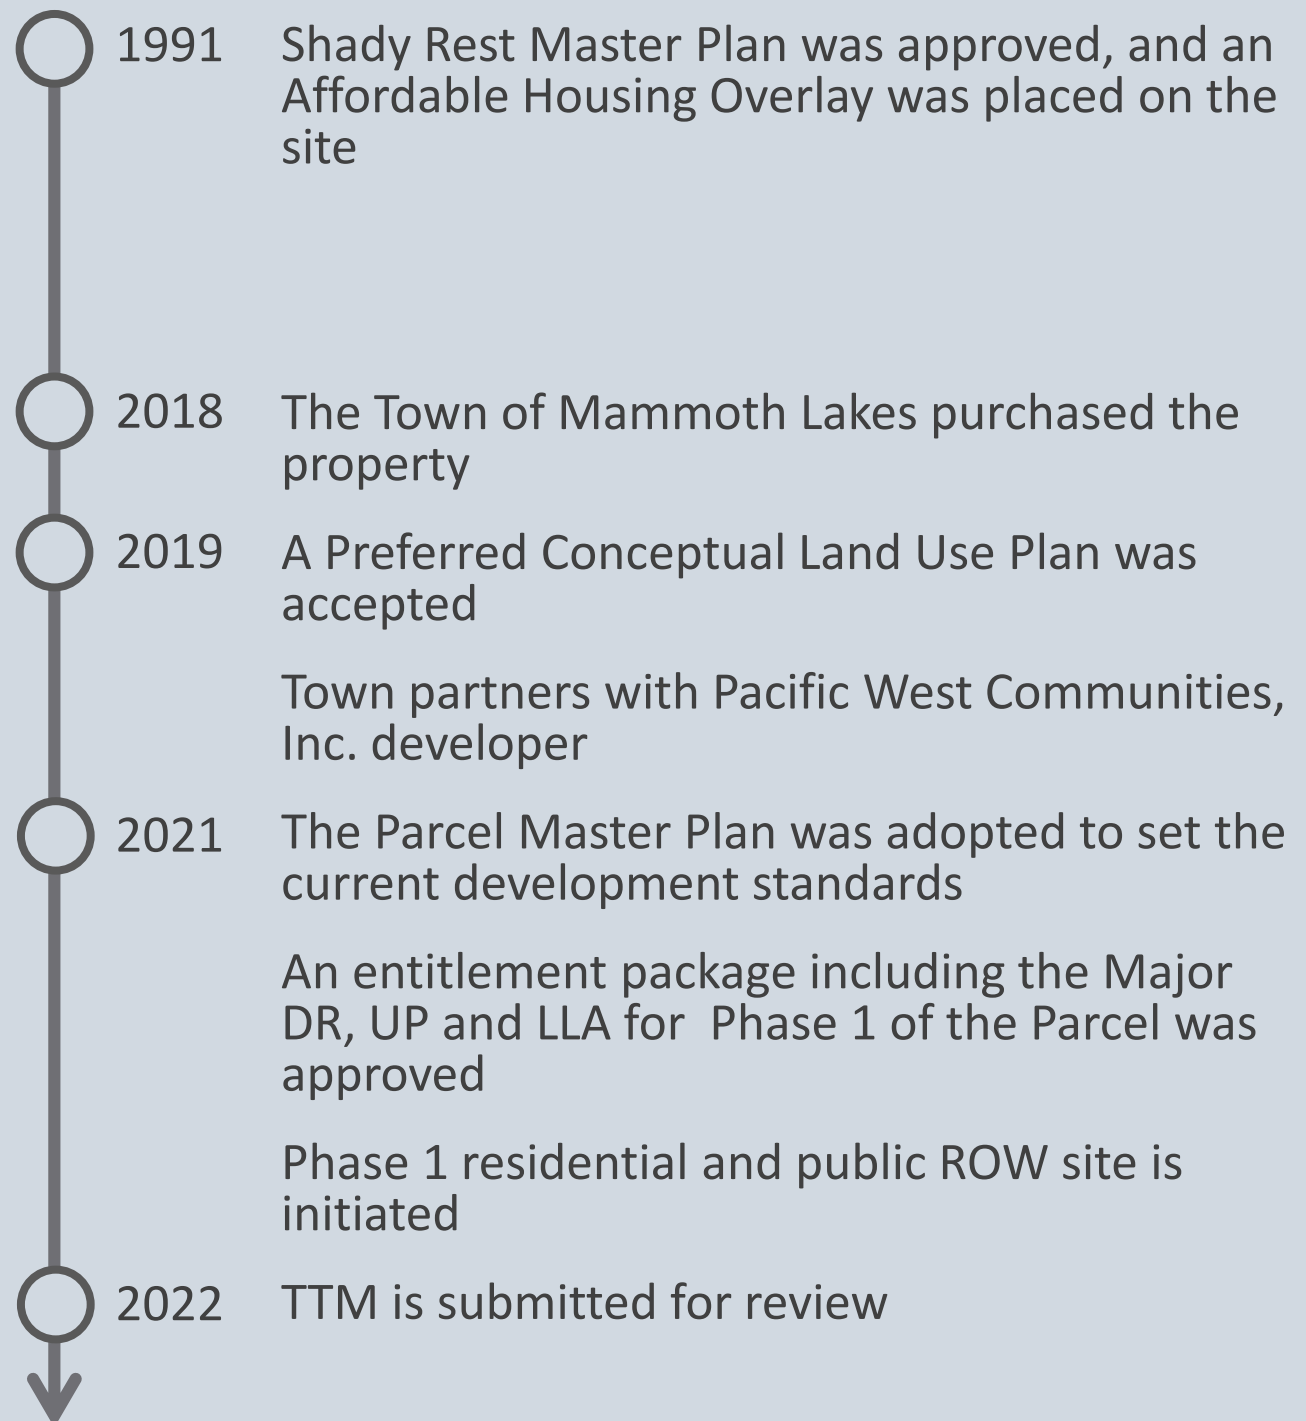 1991 Shady Rest Master Plan was approved, and an
Affordable Housing Overlay was placed on the
site
2018 The Town of Mammoth Lakes purchased the
property
2019 A Preferred Conceptual Land Use Plan was
accepted
Town partners with Pacific West Communities,
Inc. developer
2021 The Parcel Master Plan was adopted to set the
current development standards
An entitlement package including the Major
DR, UP and LLA for  Phase 1 of the Parcel was
approved
Phase 1 residential and public ROW site is
initiated
2022 TTM is submitted for review